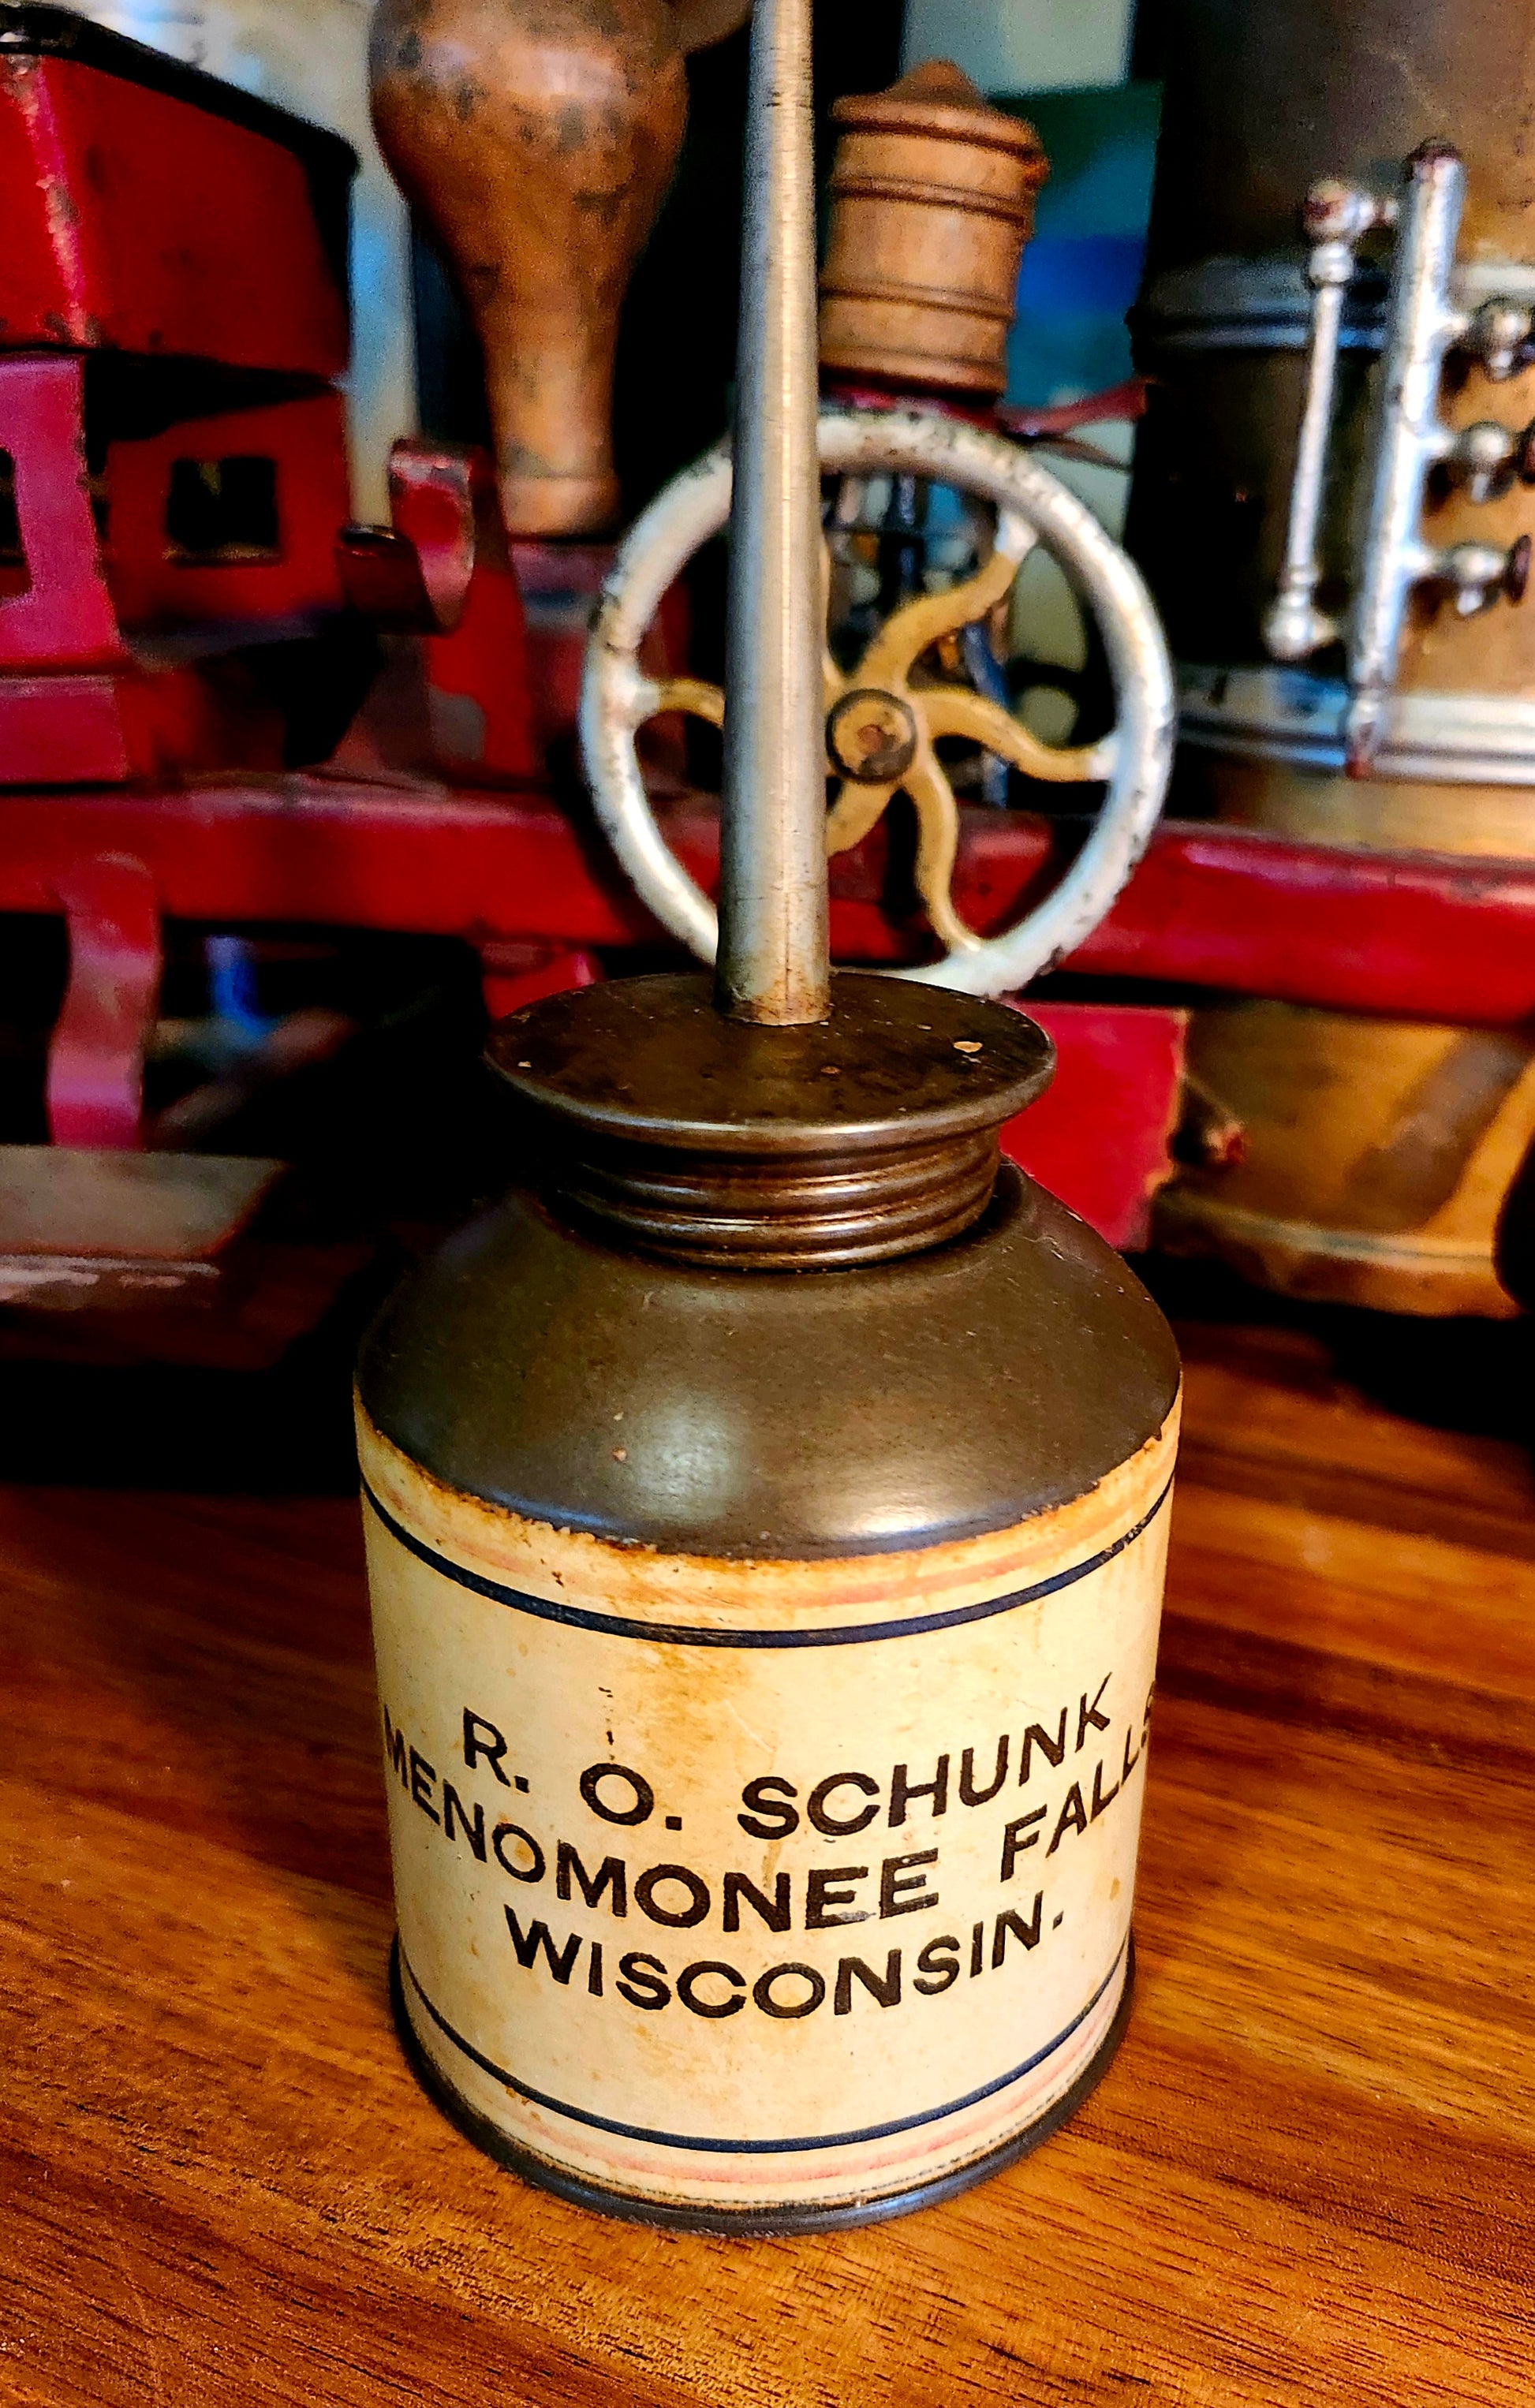 R. O. SCHUNK
MENOMONEE FALLS
WISCONSIN.